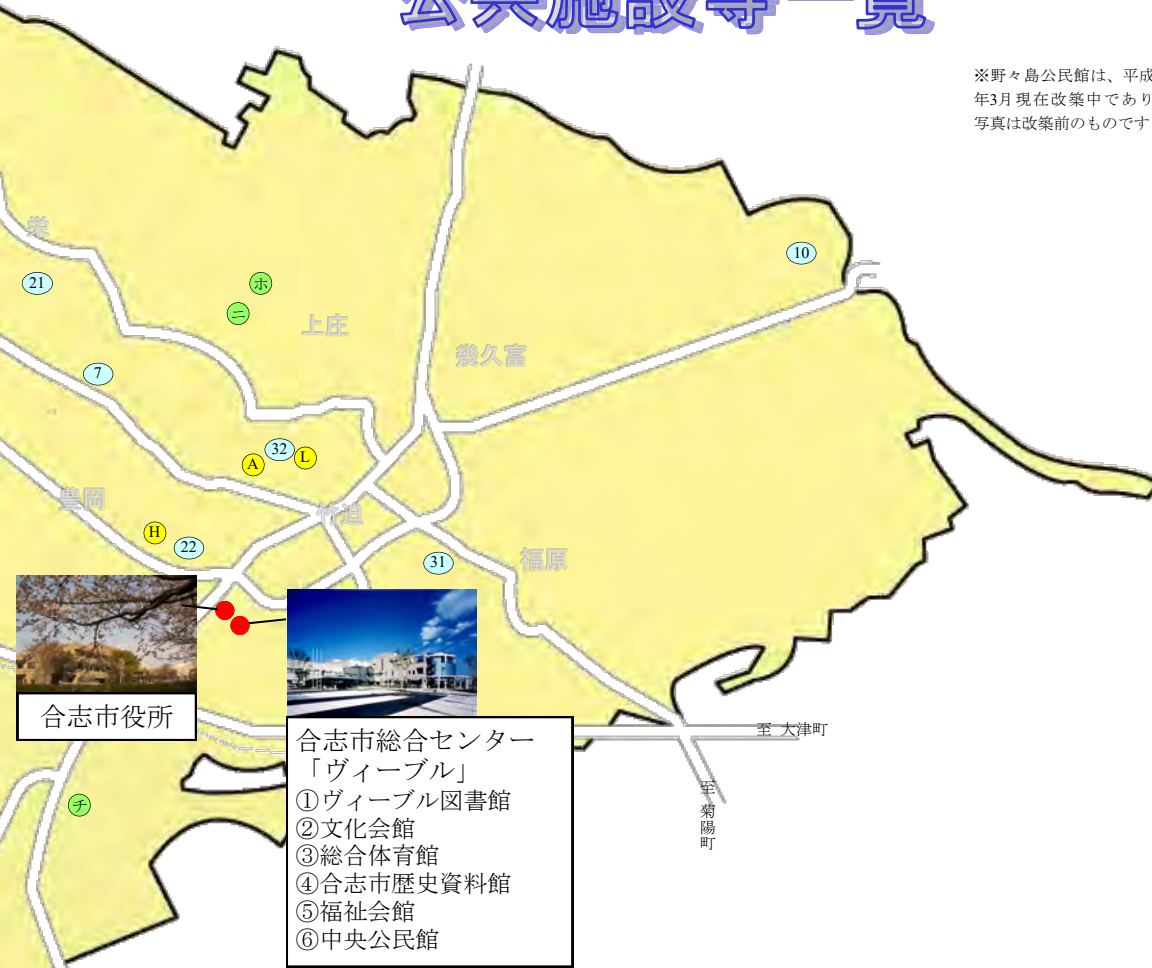 公共施設等一覧
※野々島公民館は、平成
年3月現在改築中であり
写真は改築前のものです
栄
10
21
ホ
ニ
上庄
幾久富
7
32
A
L
豊岡
竹迫
H
22
31
福原
合志市役所
至 大津町
至 菊陽町
合志市総合センター
「ヴィーブル」
①ヴィーブル図書館
②文化会館
③総合体育館
④合志市歴史資料館
⑤福祉会館
⑥中央公民館
チ